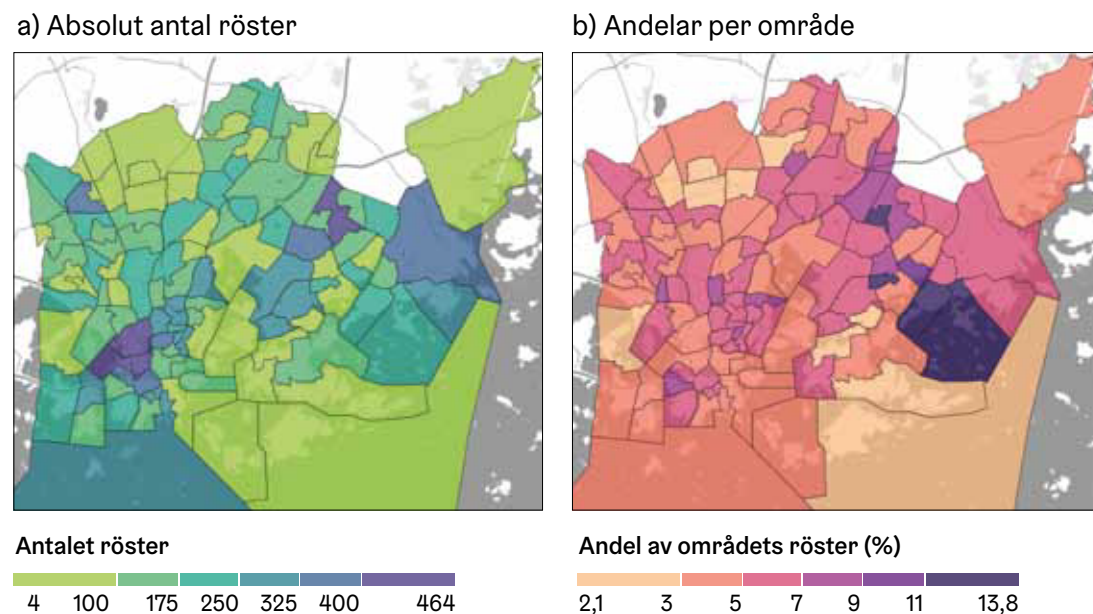 a) Absolut antal röster
b) Andelar per område
Antalet röster
4 100 175 250 325 400 464
Andel av områdets röster (%)
2,1 3 5 7 9 11 13,8